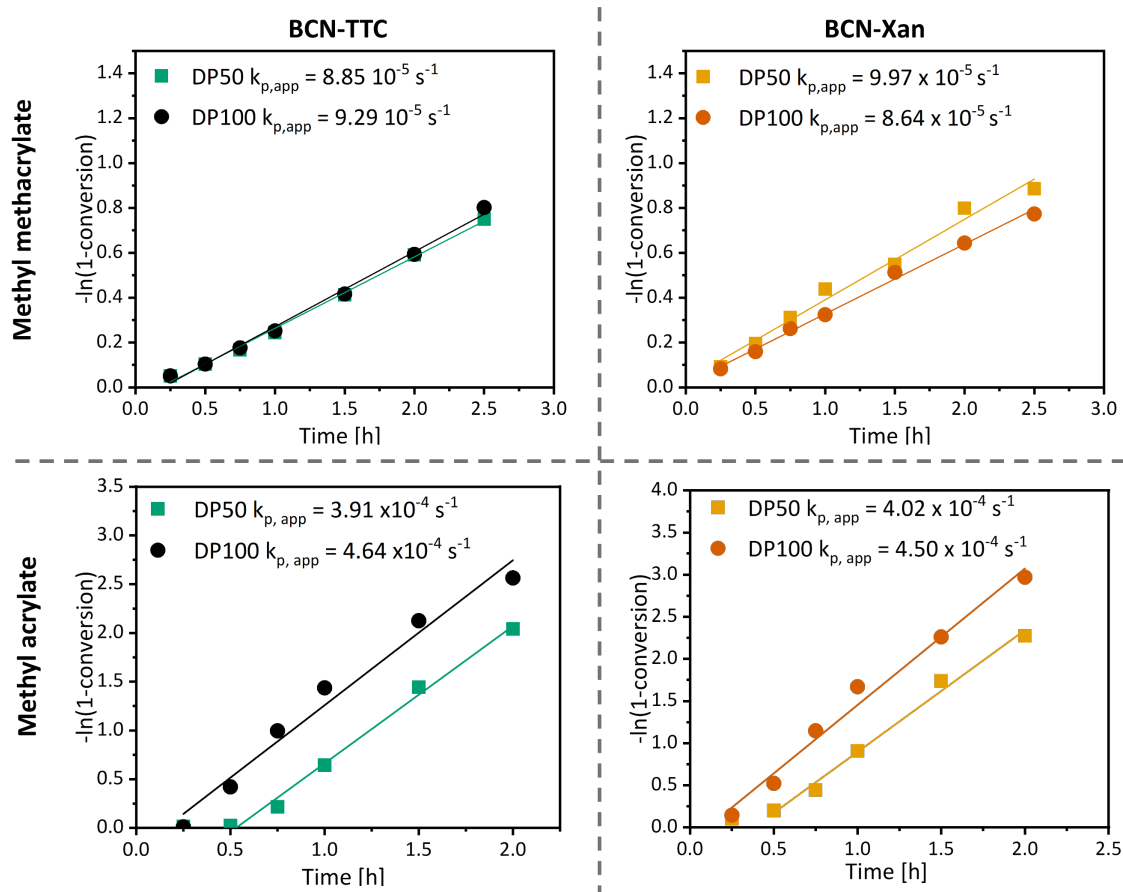 BCN-TTC
BCN-Xan
Methyl methacrylate
-ln(1-conversion)
1.4
1.2
1.0
0.8
0.6
0.4
0.2
0.0
DP50 kp,app = 8.85 10-5 s-1
DP100 kp,app = 9.29 10-5 s-1
0.0 0.5 1.0 1.5 2.0 2.5 3.0
Time [h]
-ln(1-conversion)
1.4
1.2
1.0
0.8
0.6
0.4
0.2
0.0
DP50 kp,app = 9.97 x 10-5 s-1
DP100 kp,app = 8.64 x 10-5 s-1
0.0 0.5 1.0 1.5 2.0 2.5 3.0
Time [h]
Methyl acrylate
-ln(1-conversion)
3.5
3.0
2.5
2.0
1.5
1.0
0.5
0.0
DP50 kp, app = 3.91 x10-4 s-1
DP100 kp, app = 4.64 x10-4 s-1
0.0 0.5 1.0 1.5 2.0
Time [h]
-ln(1-conversion)
4.0
3.5
3.0
2.5
2.0
1.5
1.0
0.5
0.0
DP50 kp, app = 4.02 x 10-4 s-1
DP100 kp, app = 4.50 x 10-4 s-1
0.0 0.5 1.0 1.5 2.0 2.5
Time [h]